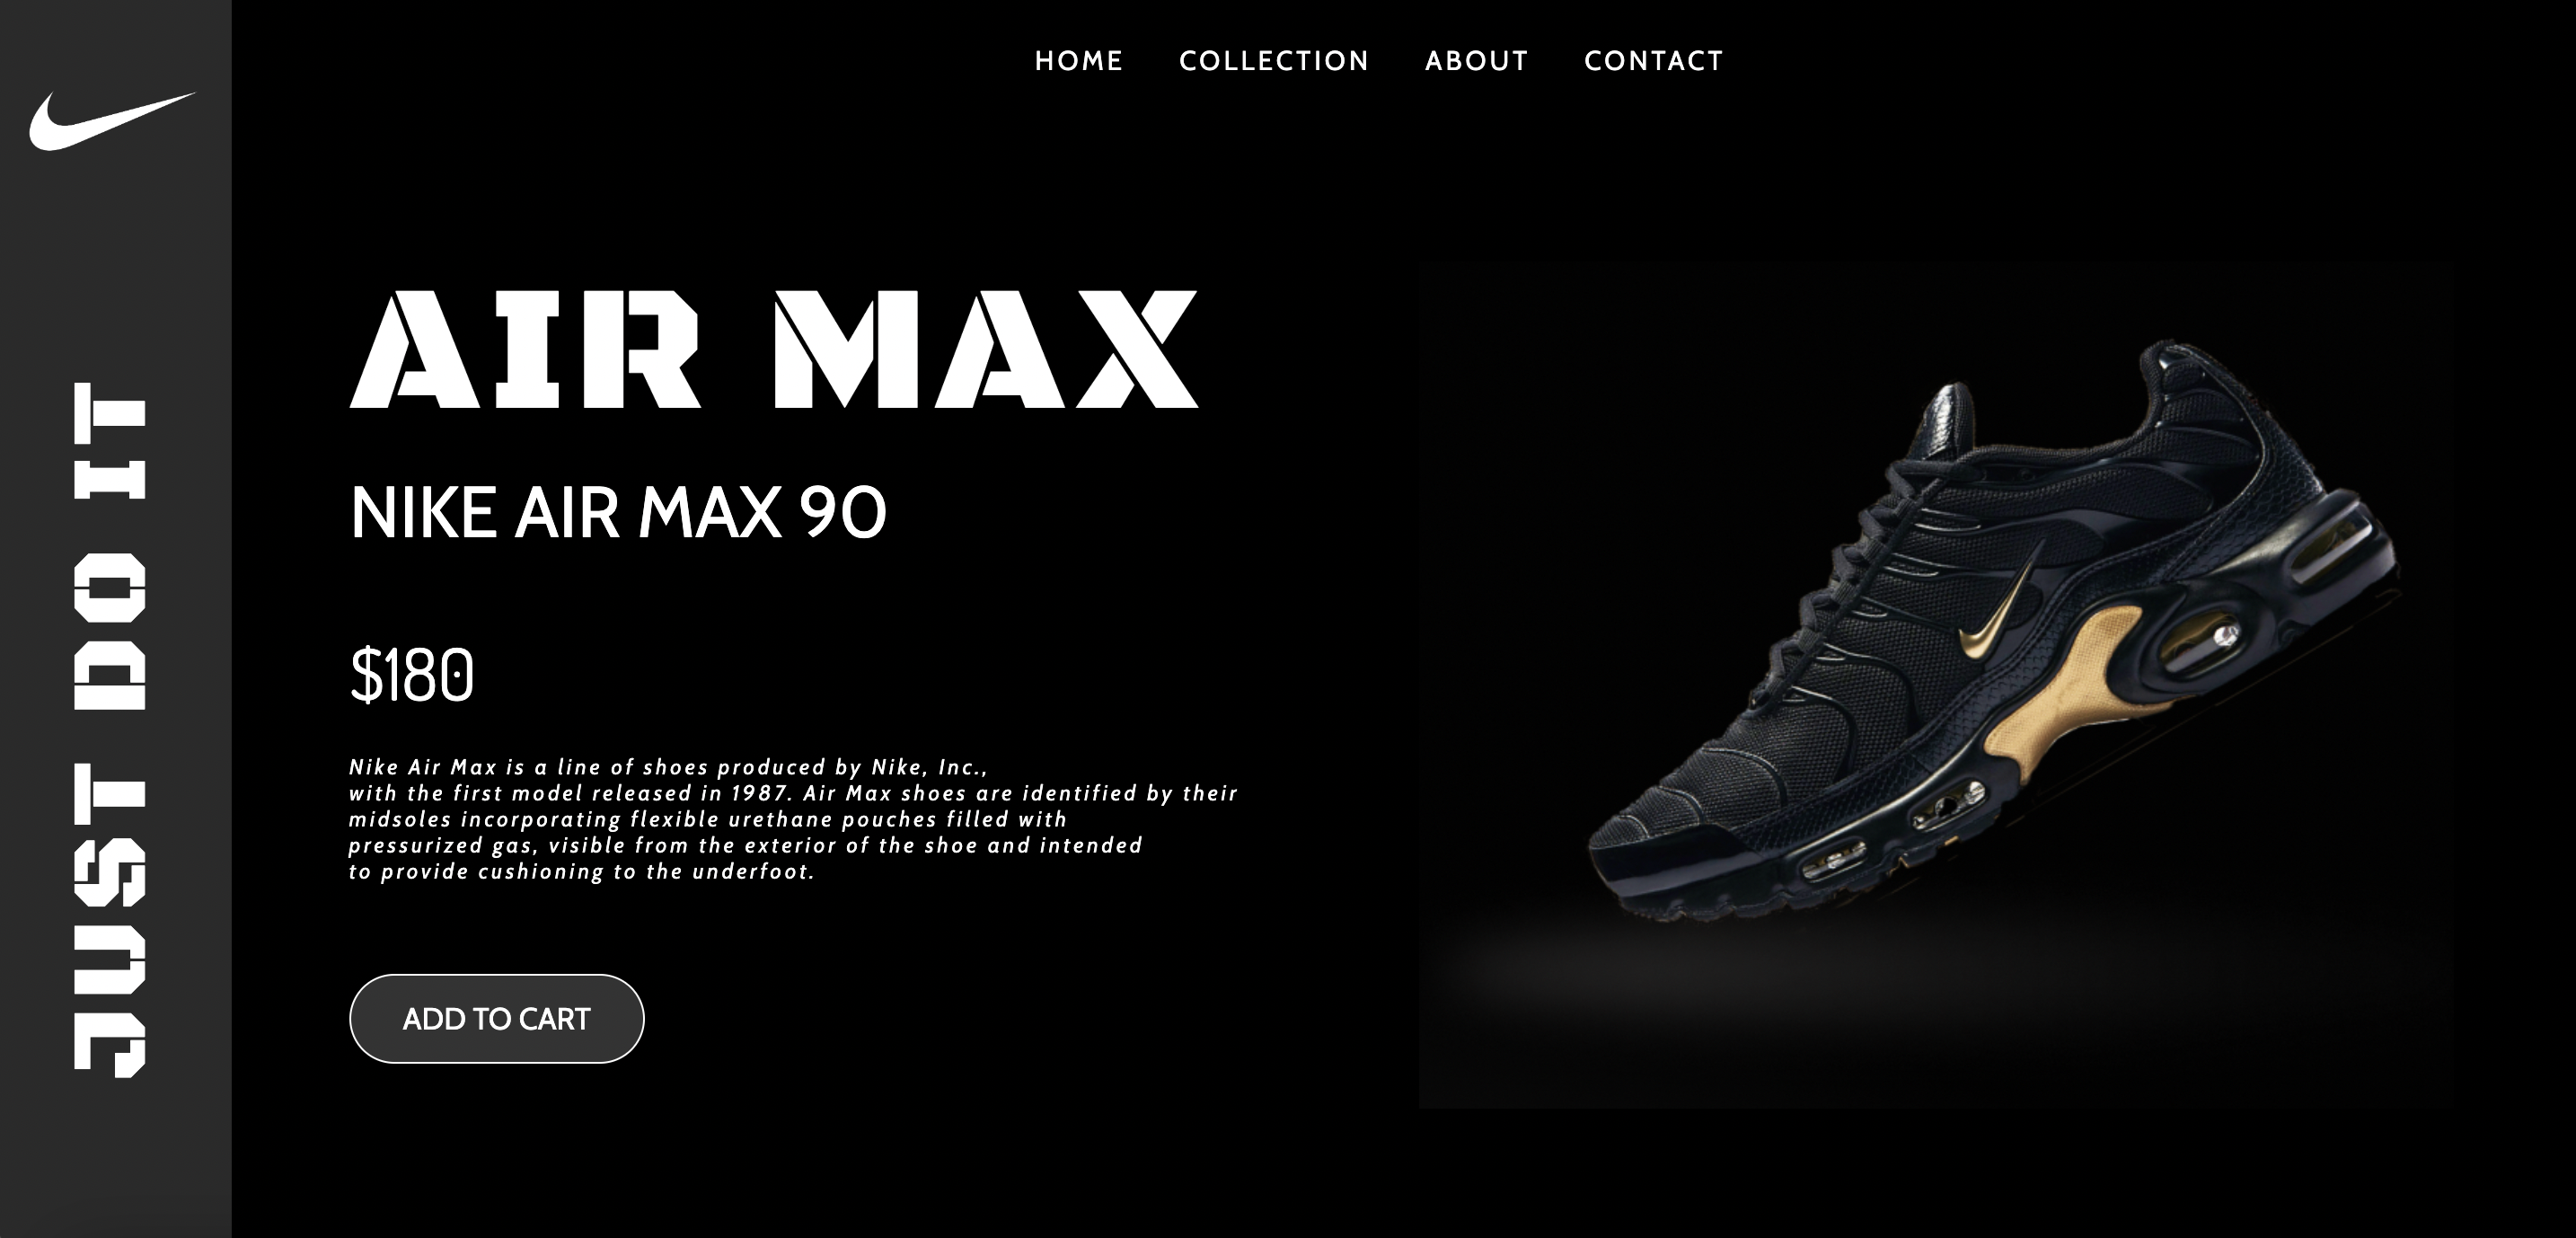 HOME COLLECTION ABOUT CONTACT
JUST DO IT
AIR MAX
NIKE AIR MAX 90
$180
Nike Air Max is a line of shoes produced by Nike, Inc.,
with the first model released in 1987. Air Max shoes are identified by their
midsoles incorporating flexible urethane pouches filled with
pressurized gas, visible from the exterior of the shoe and intended
to provide cushioning to the underfoot.
ADD TO CART